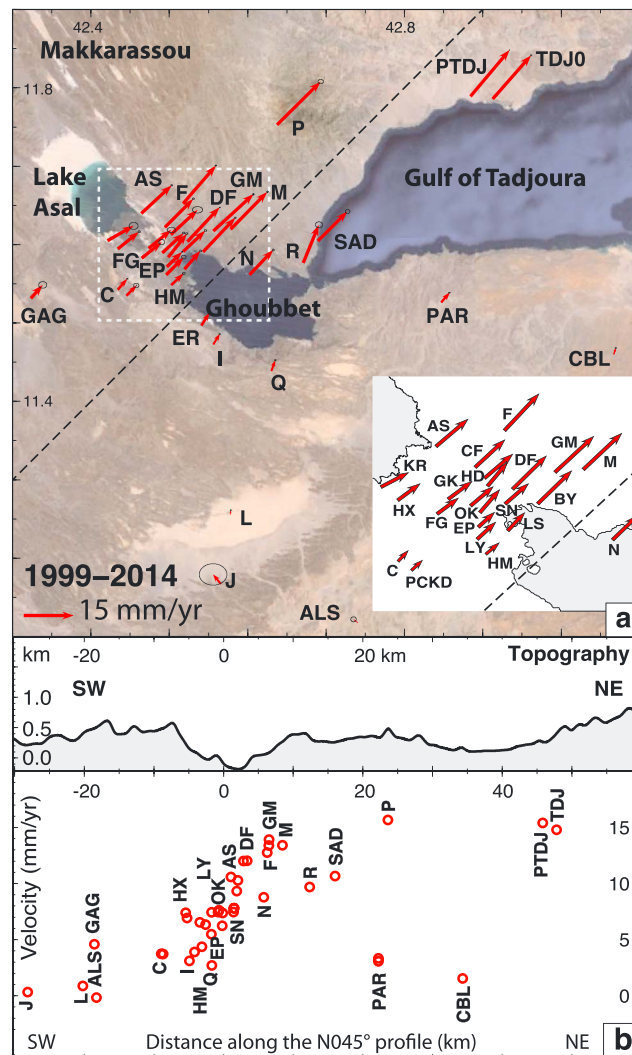 42.4
42.8
Makkarassou
11.8
PTDJ
TDJ0
P
Lake
Asal
AS
F
GM
M
DF
Gulf of Tadjoura
FG
EP
N
R
SAD
C
HM
GAG
Ghoubbet
ER
I
PAR
Q
CBL
11.4
F
AS
CF
GM
KR
HD
DF
M
GK
HX
OK
SN
BY
FG
EP
LS
LY
N
HM
C
PCKD
L
J
1999–2014
15 mm/yr
ALS
a
km
-20
0
20 km
Topography
SW
NE
1.0
0.5
0.0
-20
0
20
40
Velocity (mm/yr)
J
L
ALS
GAG
C
HX
I
HM
LY
Q
EP
OK
SN
AS
DF
N
F
GM
M
R
SAD
PAR
P
CBL
PTDJ
TDJ
15
10
5
0
SW
Distance along the N045° profile (km)
NE
b